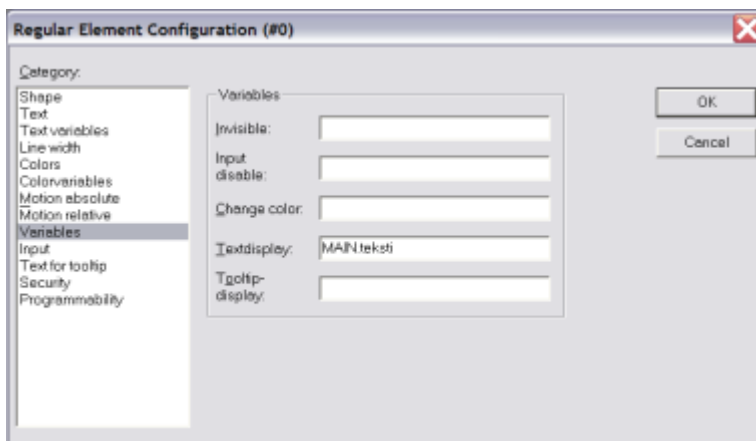 Regular Element Configuration (#0)
Category:
Shape
Text
Text variables
Line width
Colors
Colorvariables
Motion absolute
Motion relative
Variables
Input
Text for tooltip
Security
Programmability
Variables
Invisible:
Input
disable:
Change color:
Textdisplay: MAIN.teksti
Tooltip-
display:
OK
Cancel